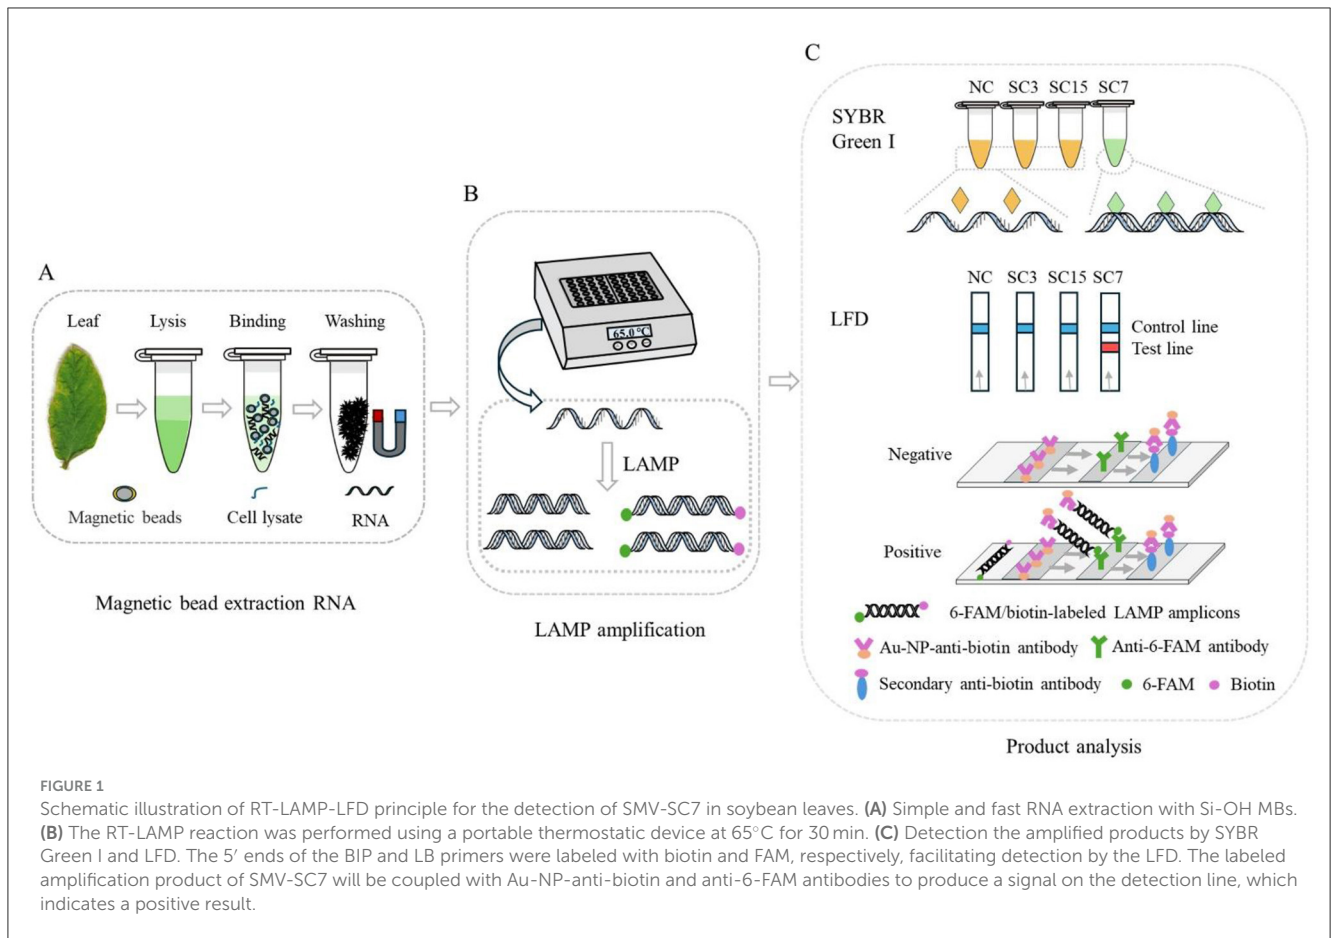 A
Leaf
Lysis
Binding
Washing
Magnetic beads
Cell lysate
RNA
Magnetic bead extraction RNA
B
65.0 °C
LAMP
LAMP amplification
C
SYBR
Green I
NC SC3 SC15 SC7
LFD
NC SC3 SC15 SC7
Control line
Test line
Negative
Positive
6-FAM/biotin-labeled LAMP amplicons
Au-NP-anti-biotin antibody
Anti-6-FAM antibody
Secondary anti-biotin antibody
6-FAM
Biotin
Product analysis
FIGURE 1
Schematic illustration of RT-LAMP-LFD principle for the detection of SMV-SC7 in soybean leaves. (A) Simple and fast RNA extraction with Si-OH MBs.
(B) The RT-LAMP reaction was performed using a portable thermostatic device at 65°C for 30 min. (C) Detection the amplified products by SYBR
Green I and LFD. The 5′ ends of the BIP and LB primers were labeled with biotin and FAM, respectively, facilitating detection by the LFD. The labeled
amplification product of SMV-SC7 will be coupled with Au-NP-anti-biotin and anti-6-FAM antibodies to produce a signal on the detection line, which
indicates a positive result.